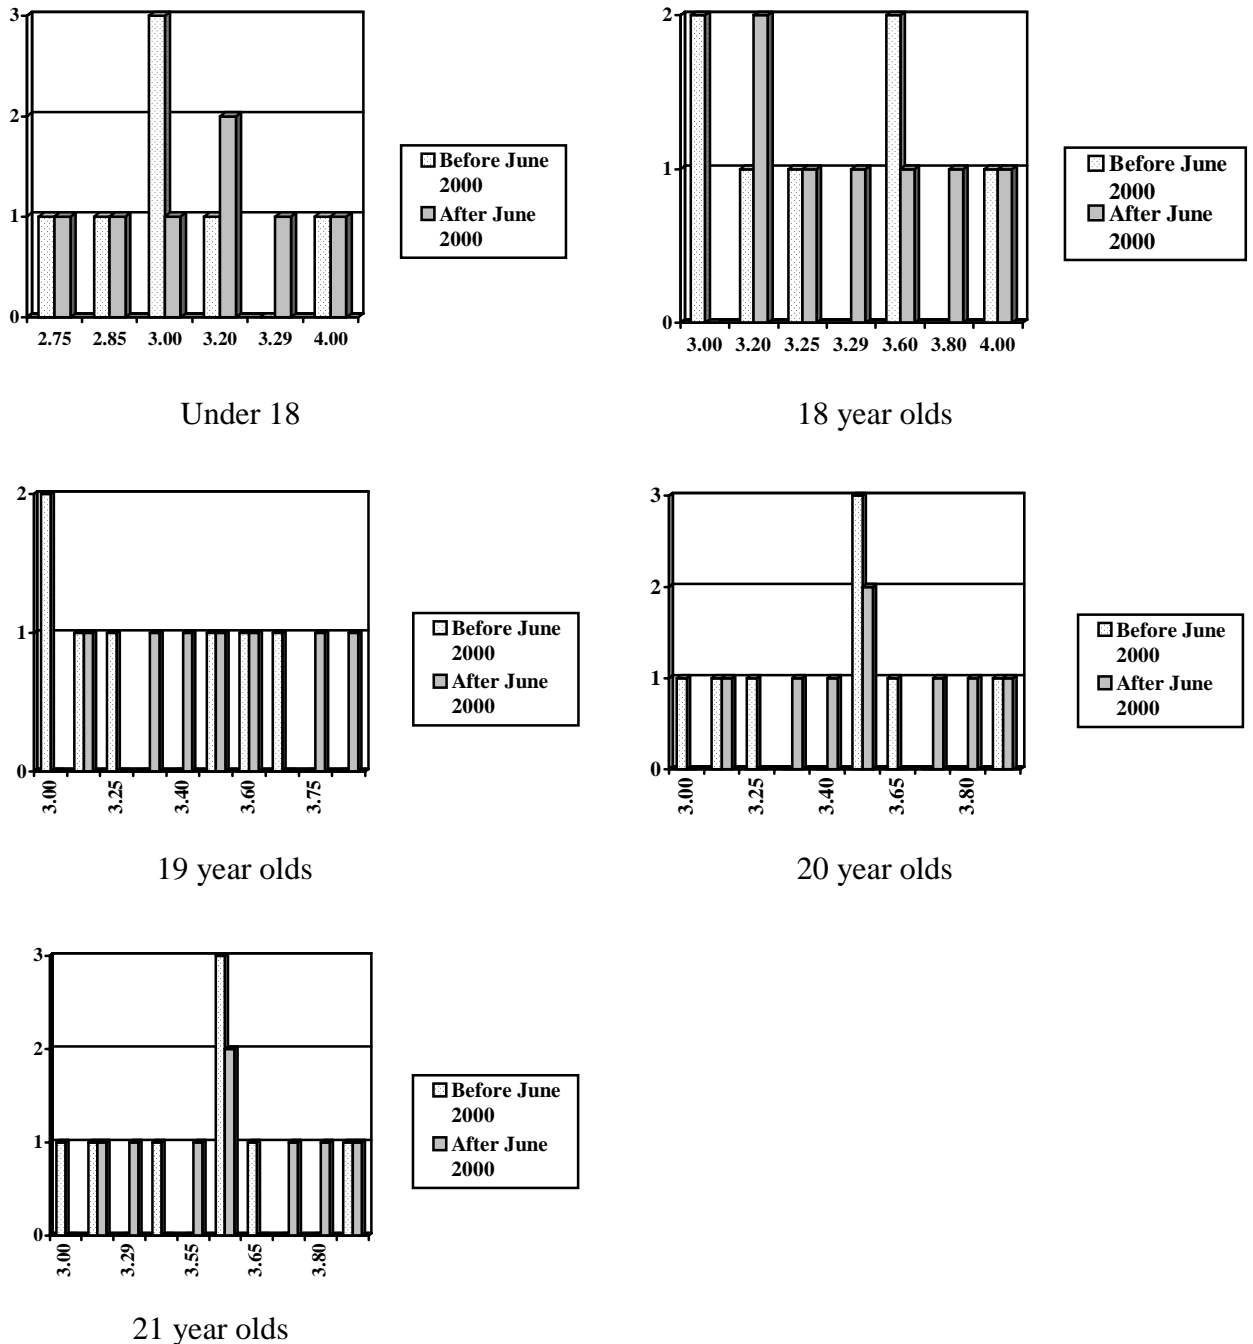 3
2
1
0
2.75 2.85 3.00 3.20 3.29 4.00
Before June
2000
After June
2000
Under 18
2
1
0
3.00 3.20 3.25 3.29 3.60 3.80 4.00
Before June
2000
After June
2000
18 year olds
2
1
0
3.00 3.25 3.40 3.60 3.75
Before June
2000
After June
2000
19 year olds
3
2
1
0
3.00 3.25 3.40 3.65 3.80
Before June
2000
After June
2000
20 year olds
3
2
1
0
3.00 3.29 3.55 3.65 3.80
Before June
2000
After June
2000
21 year olds